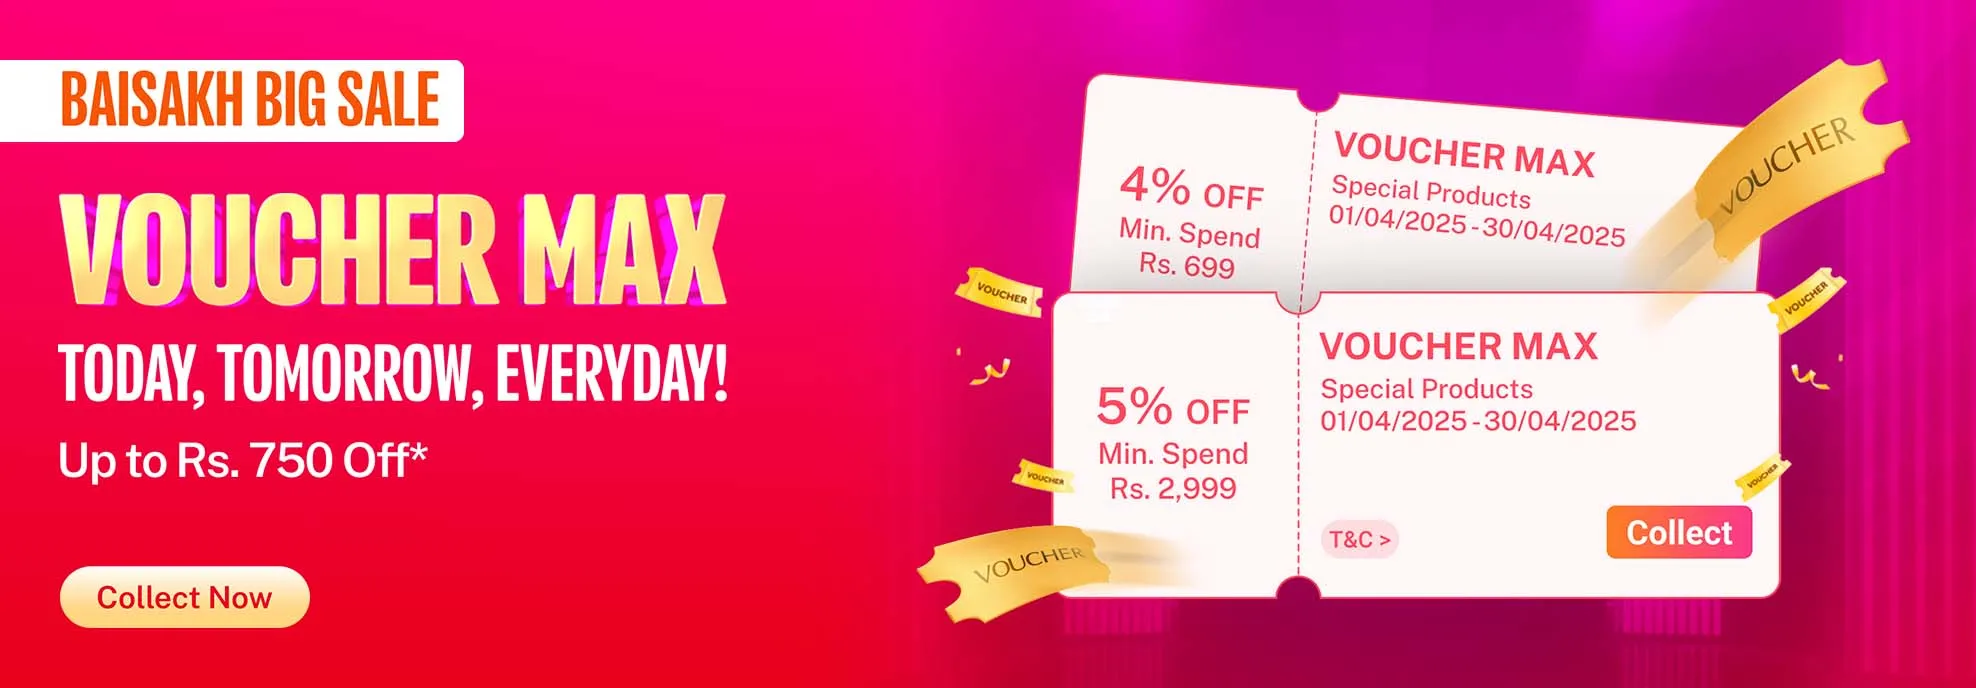 BAISAKH BIG SALE
VOUCHER MAX
TODAY, TOMORROW, EVERYDAY!
Up to Rs. 750 Off*
Collect Now
4% OFF
Min. Spend
Rs. 699
VOUCHER MAX
Special Products
01/04/2025-30/04/2025
VOUCHER
VOUCHER
VOUCHER
5% OFF
Min. Spend
Rs. 2,999
VOUCHER MAX
Special Products
01/04/2025-30/04/2025
T&C >
Collect
VOUCHER
VOUCHER
VOUCHER